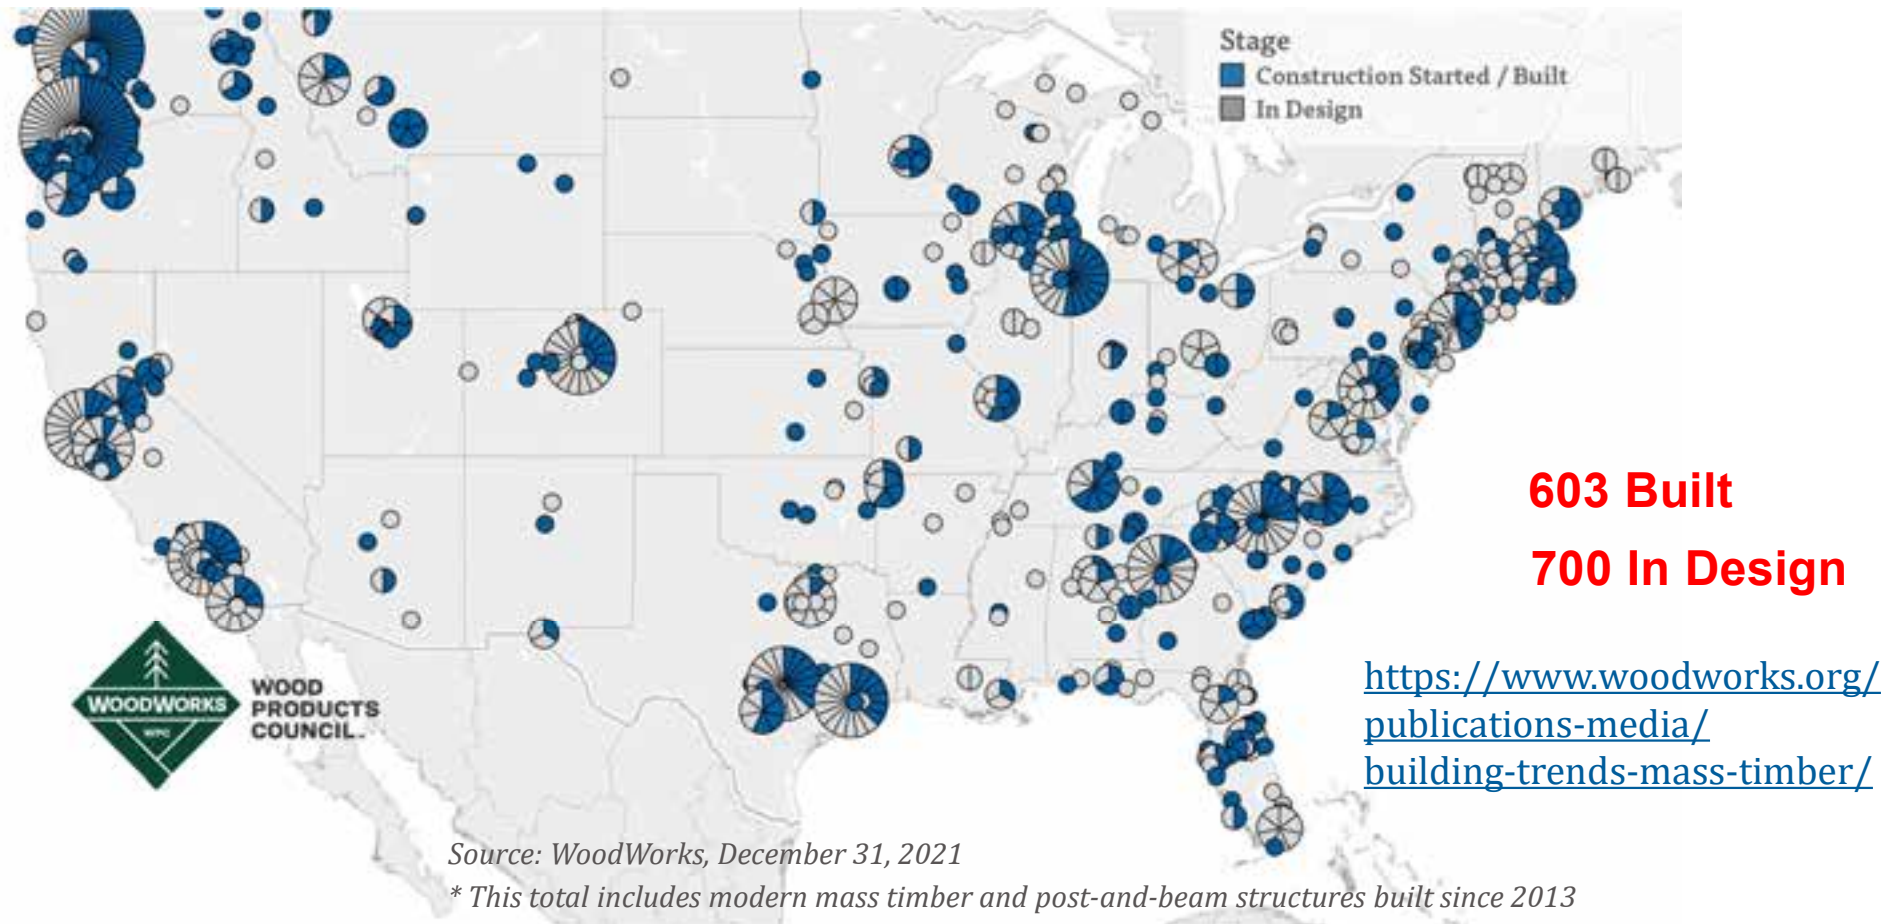 Stage
Construction Started / Built
In Design
603 Built
700 In Design
WOODWORKS
WPC
WOOD
PRODUCTS
COUNCIL.
https://www.woodworks.org/
publications-media/
building-trends-mass-timber/
Source: WoodWorks, December 31, 2021
* This total includes modern mass timber and post-and-beam structures built since 2013